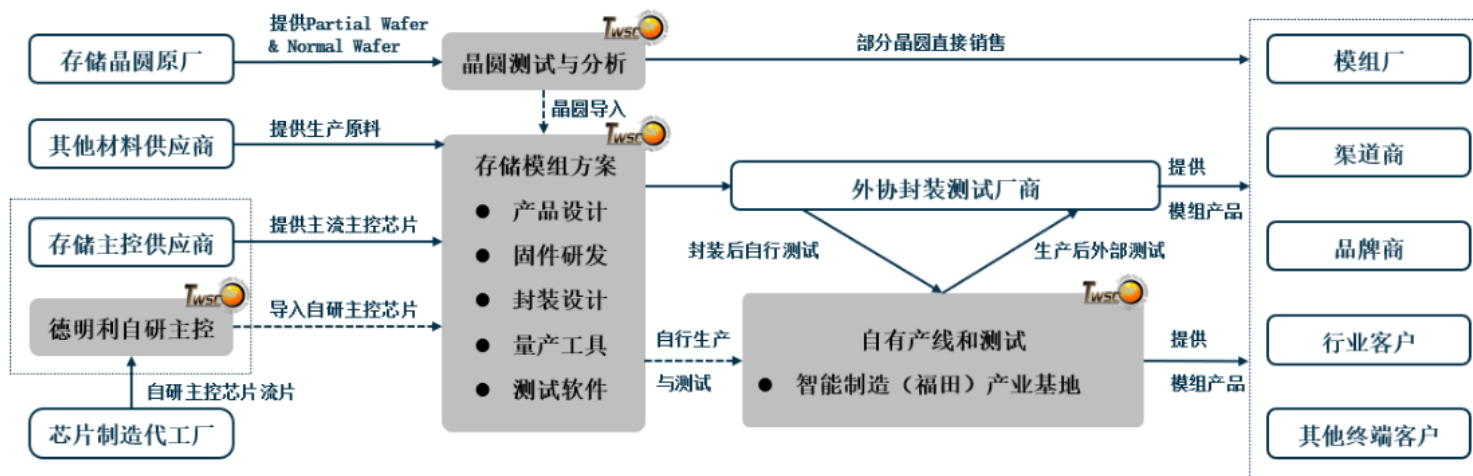 提供Partial Wafer
& Normal Wafer
存储晶圆原厂
Twsc
晶圆测试与分析
部分晶圆直接销售
模组厂
晶圆导入
其他材料供应商
提供生产原料
Twsc
存储模组方案
● 产品设计
● 固件研发
● 封装设计
● 量产工具
● 测试软件
外协封装测试厂商
提供
模组产品
渠道商
存储主控供应商
提供主流主控芯片
封装后自行测试
生产后外部测试
品牌商
Twsc
德明利自研主控
导入自研主控芯片
自行生产
与测试
Twsc
自有产线和测试
● 智能制造（福田）产业基地
提供
模组产品
行业客户
自研主控芯片流片
芯片制造代工厂
其他终端客户